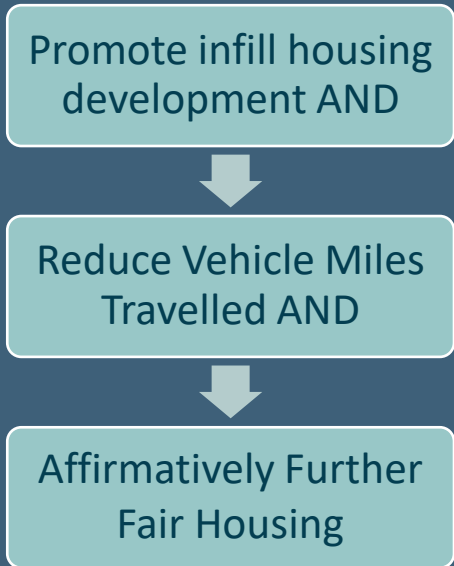 Promote infill housing
development AND
Reduce Vehicle Miles
Travelled AND
Affirmatively Further
Fair Housing